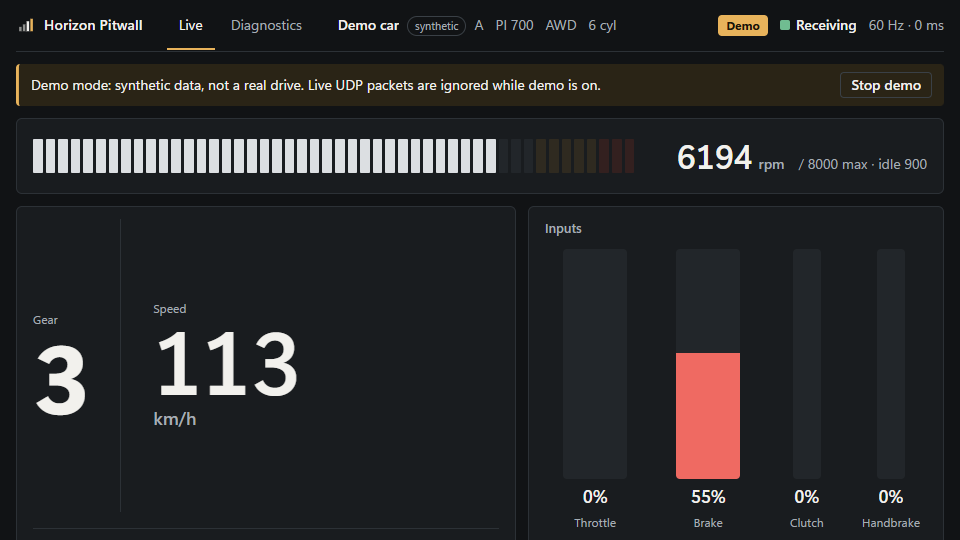 Horizon Pitwall Live Diagnostics Demo car synthetic A PI 700 AWD 6 cyl Demo Receiving 60 Hz · 0 ms
Demo mode: synthetic data, not a real drive. Live UDP packets are ignored while demo is on. Stop demo
6194 rpm / 8000 max · idle 900
Gear
3
Speed
113
km/h
Inputs
0% 55% 0% 0%
Throttle Brake Clutch Handbrake